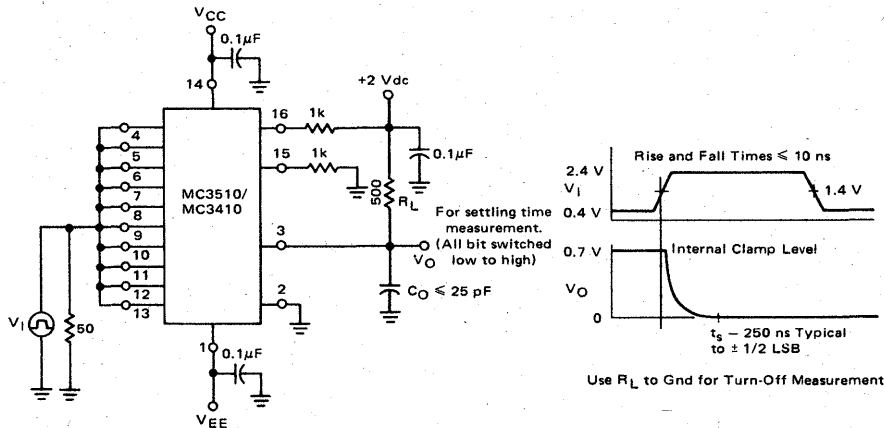 VCC
0.1μF
14
+2 Vdc
16
1k
0.1μF
15
1k
4
5
6
7
8
9
10
11
12
13
MC3510/
MC3410
500
RL
3
For settling time
measurement.
(All bit switched
low to high)
VO
2
CO ≤ 25 pF
VI
50
1
0.1μF
VEE
Rise and Fall Times ≤ 10 ns
2.4 V
VI
1.4 V
0.4 V
0.7 V
Internal Clamp Level
VO
0
ts – 250 ns Typical
to ± 1/2 LSB
Use RL to Gnd for Turn-Off Measurement